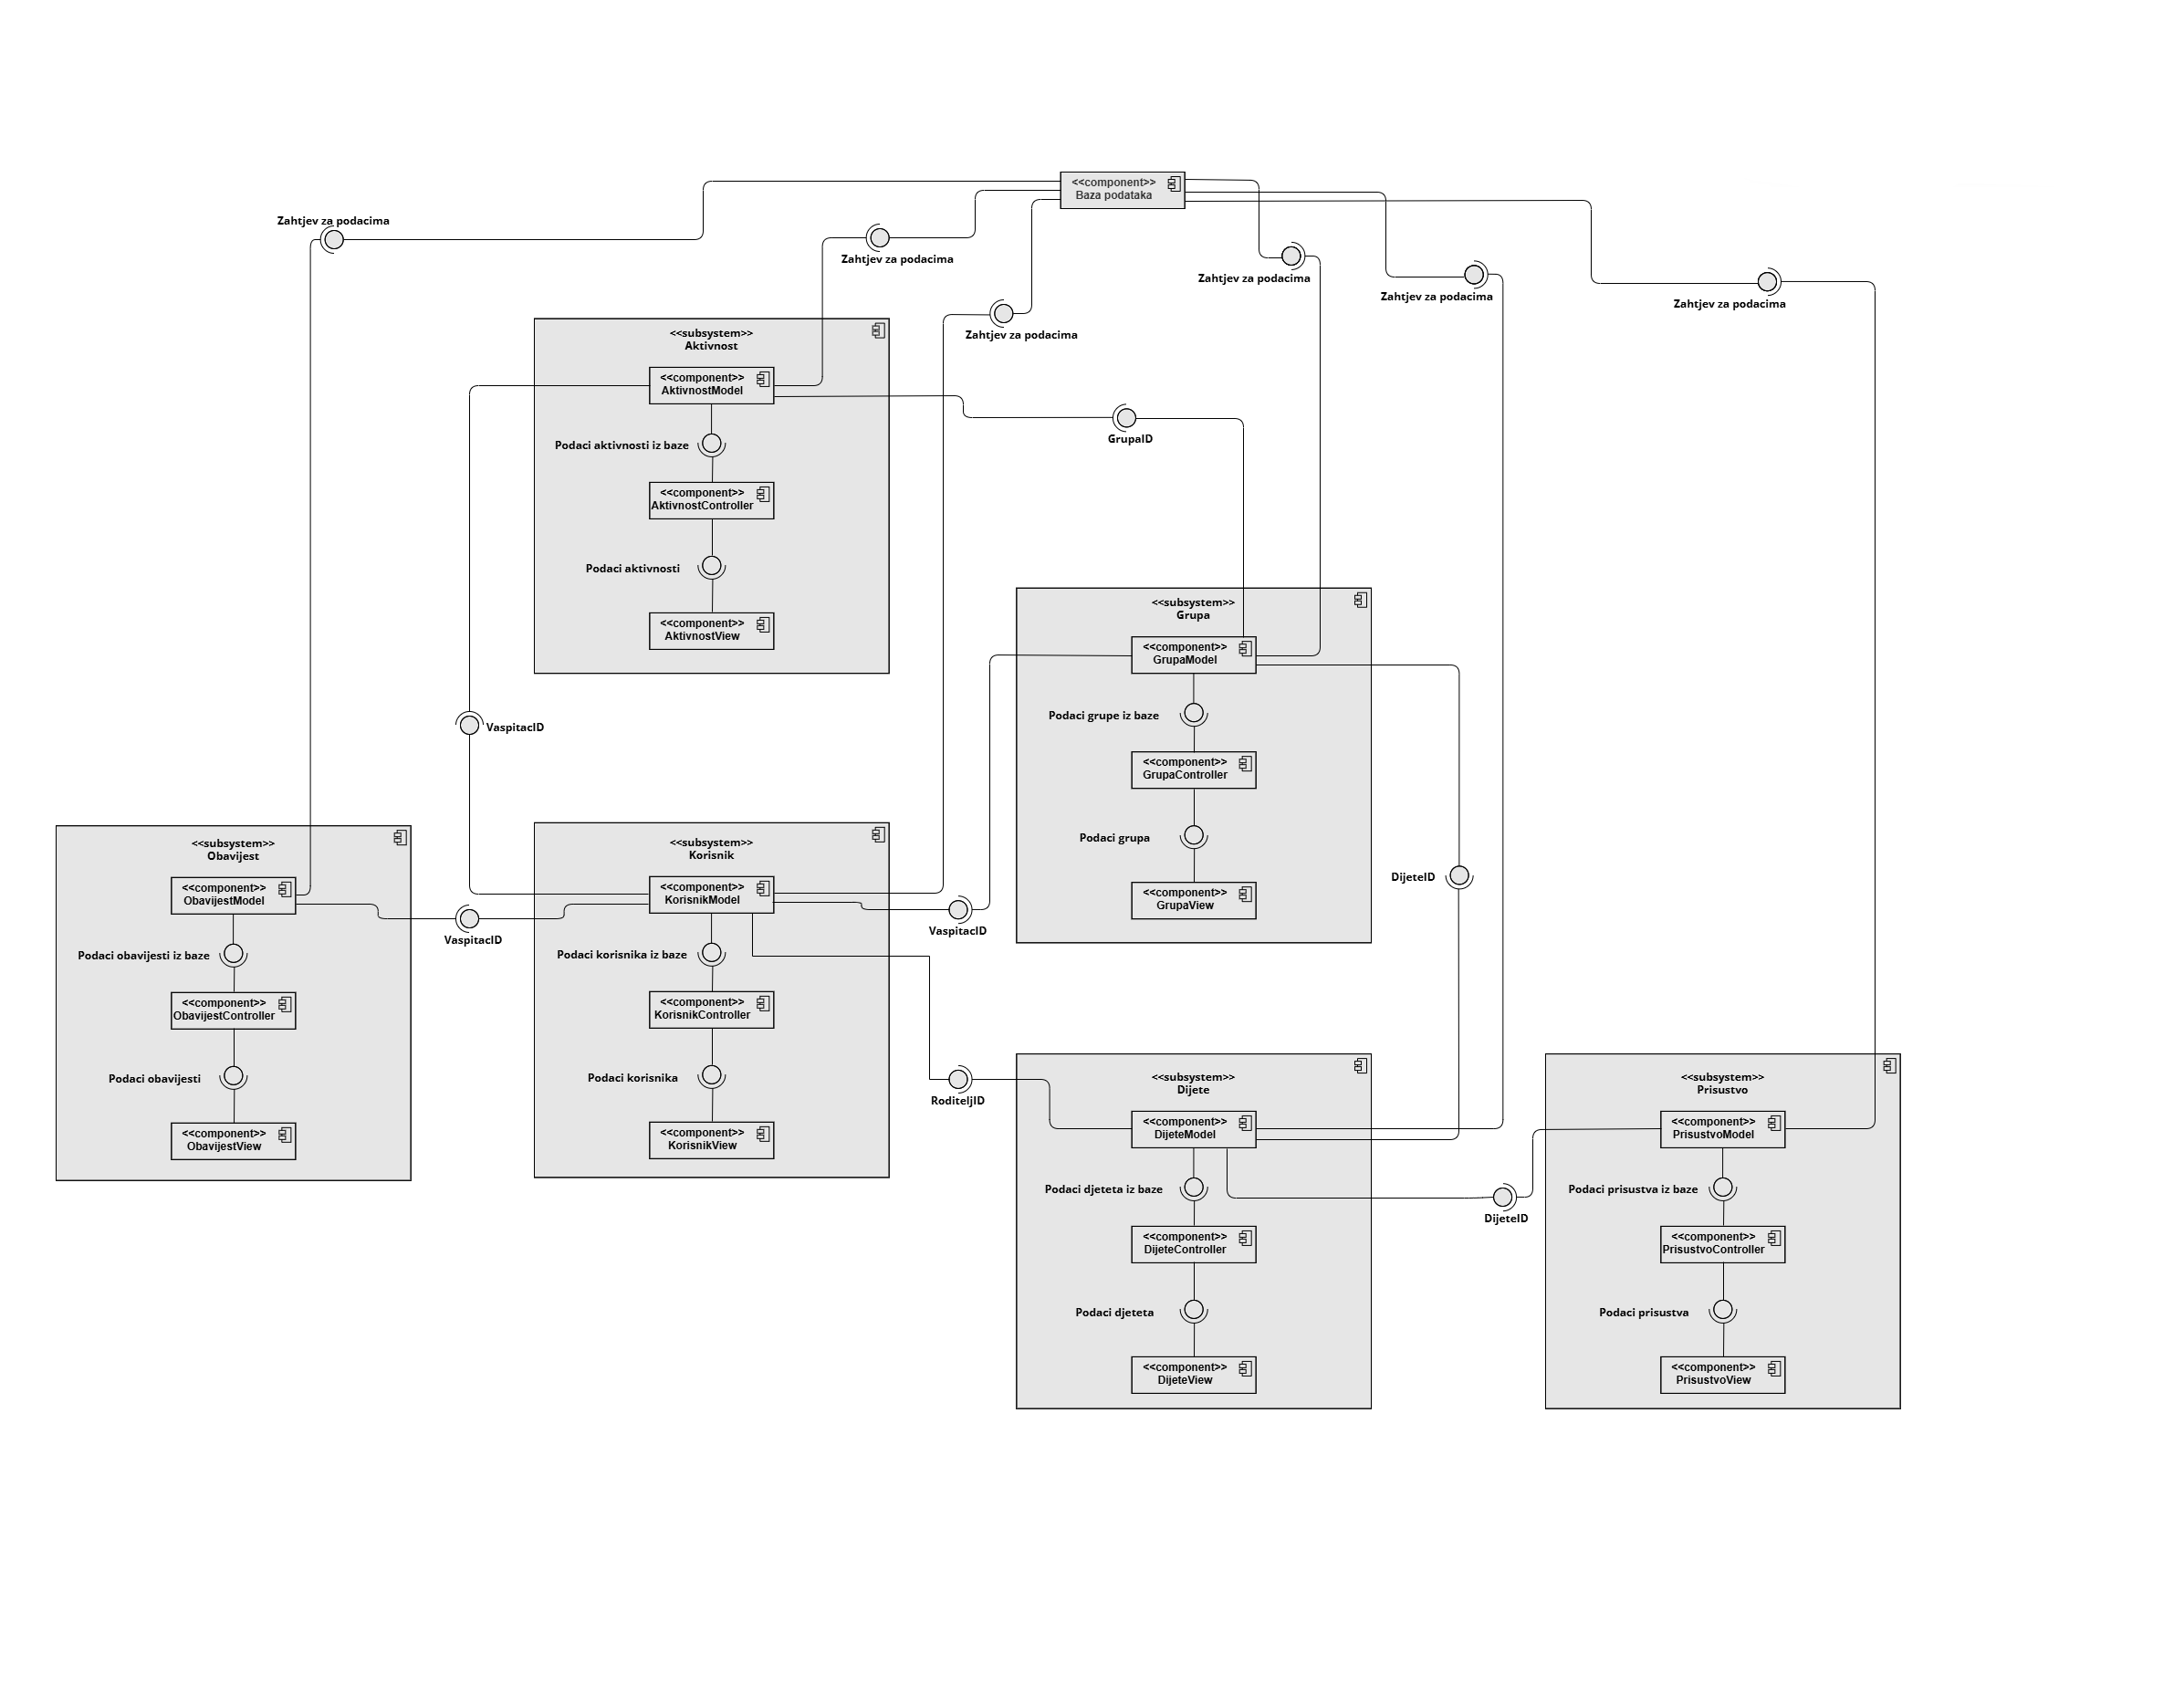 <<component>>
Baza podataka
Zahtjev za podacima
Zahtjev za podacima
Zahtjev za podacima
Zahtjev za podacima
Zahtjev za podacima
Zahtjev za podacima
<<subsystem>>
Aktivnost
<<component>>
AktivnostModel
Podaci aktivnosti iz baze
<<component>>
AktivnostController
Podaci aktivnosti
<<component>>
AktivnostView
GrupaID
VaspitacID
<<subsystem>>
Grupa
<<component>>
GrupaModel
Podaci grupe iz baze
<<component>>
GrupaController
Podaci grupa
<<component>>
GrupaView
DijeteID
<<subsystem>>
Obavijest
<<component>>
ObavijestModel
Podaci obavijesti iz baze
<<component>>
ObavijestController
Podaci obavijesti
<<component>>
ObavijestView
VaspitacID
<<subsystem>>
Korisnik
<<component>>
KorisnikModel
Podaci korisnika iz baze
<<component>>
KorisnikController
Podaci korisnika
<<component>>
KorisnikView
VaspitacID
RoditeljID
<<subsystem>>
Dijete
<<component>>
DijeteModel
Podaci djeteta iz baze
<<component>>
DijeteController
Podaci djeteta
<<component>>
DijeteView
DijeteID
<<subsystem>>
Prisustvo
<<component>>
PrisustvoModel
Podaci prisustva iz baze
<<component>>
PrisustvoController
Podaci prisustva
<<component>>
PrisustvoView